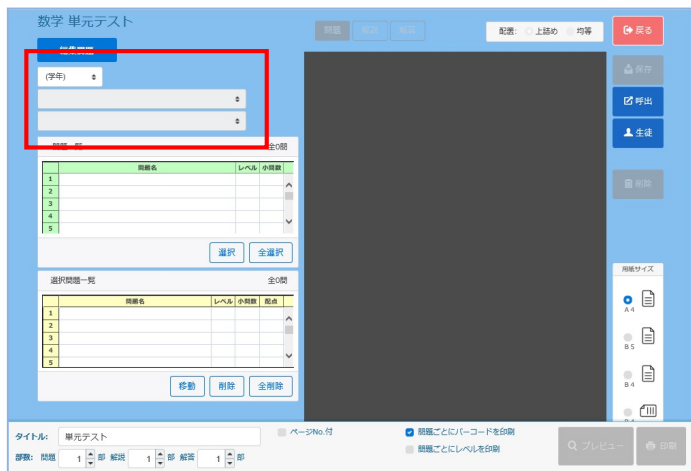 数学 単元テスト
問題 解説 解答
配置: 上詰め 均等
戻る
(学年)
保存
呼出
生徒
削除
問題一覧 全0問
問題名 レベル 小問数
1
2
3
4
5
選択 全選択
選択問題一覧 全0問
問題名 レベル 小問数 配点
1
2
3
4
5
移動 削除 全削除
用紙サイズ
A4
B5
B4
タイトル: 単元テスト
ページNo.付
問題ごとにバーコードを印刷
問題ごとにレベルを印刷
部数: 問題 1 部 解説 1 部 解答 1 部
プレビュー
印刷